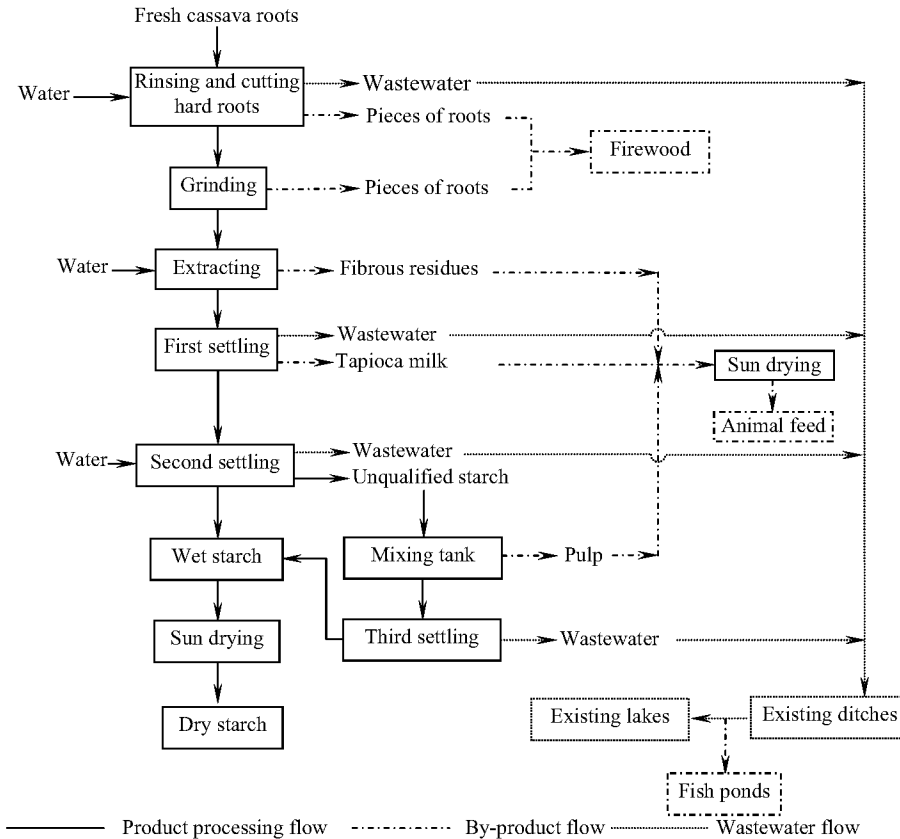 Fresh cassava roots
Water
Rinsing and cutting
hard roots
Wastewater
Pieces of roots
Firewood
Grinding
Pieces of roots
Water
Extracting
Fibrous residues
First settling
Wastewater
Tapioca milk
Sun drying
Animal feed
Water
Second settling
Wastewater
Unqualified starch
Wet starch
Mixing tank
Pulp
Sun drying
Third settling
Wastewater
Dry starch
Existing lakes
Existing ditches
Fish ponds
Product processing flow
By-product flow
Wastewater flow